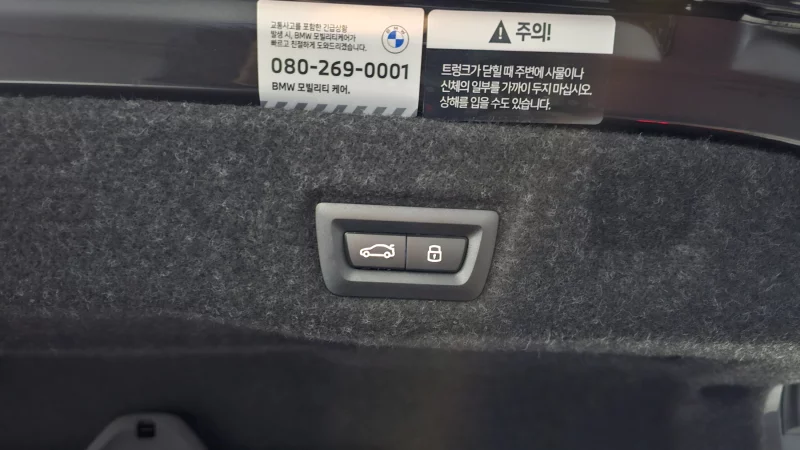 교통사고를 포함한 긴급상황
발생 시, BMW 모빌리티케어가
빠르고 친절하게 도와드리겠습니다.
080-269-0001
BMW 모빌리티 케어.
BMW
주의!
트렁크가 닫힐 때 주변에 사물이나
신체의 일부를 가까이 두지 마십시오.
상해를 입을 수도 있습니다.